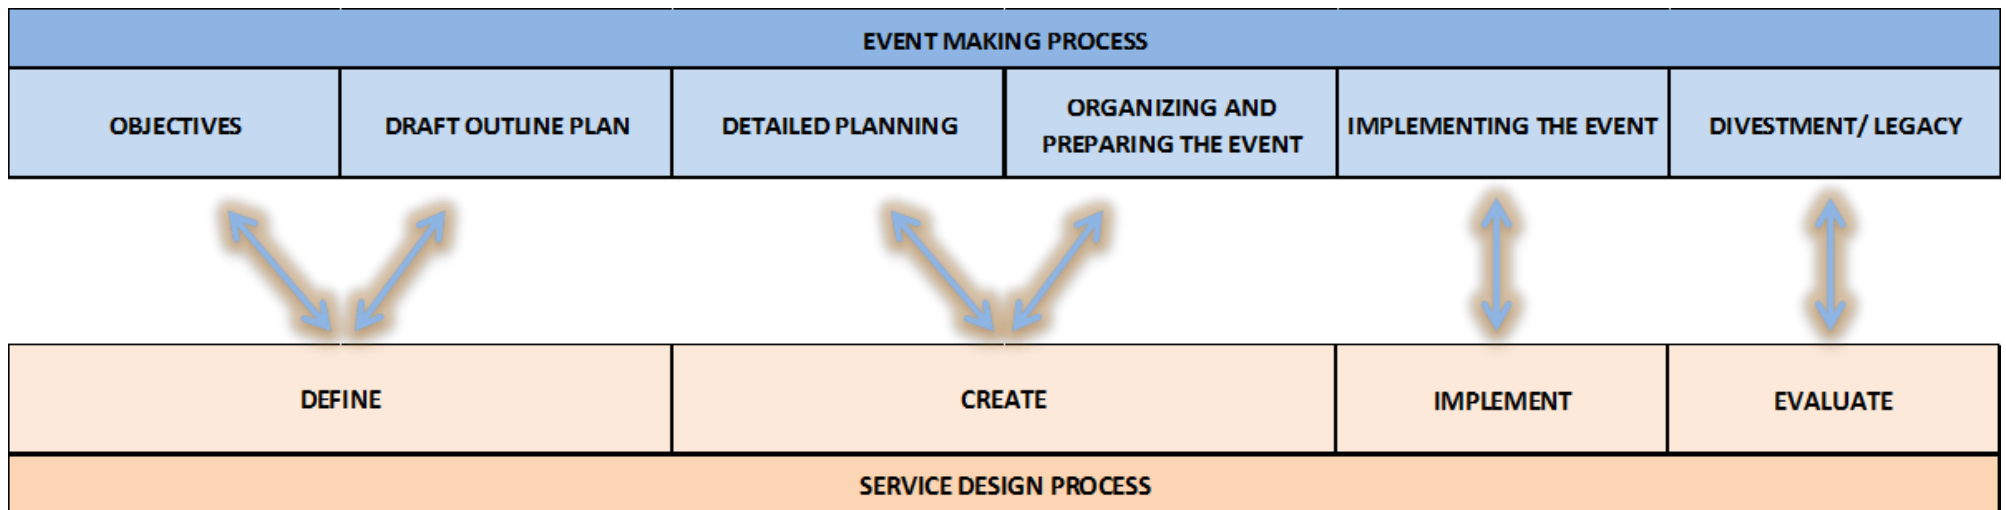 EVENT MAKING PROCESS
OBJECTIVES
DRAFT OUTLINE PLAN
DETAILED PLANNING
ORGANIZING AND
PREPARING THE EVENT
IMPLEMENTING THE EVENT
DIVESTMENT/ LEGACY
DEFINE
CREATE
IMPLEMENT
EVALUATE
SERVICE DESIGN PROCESS